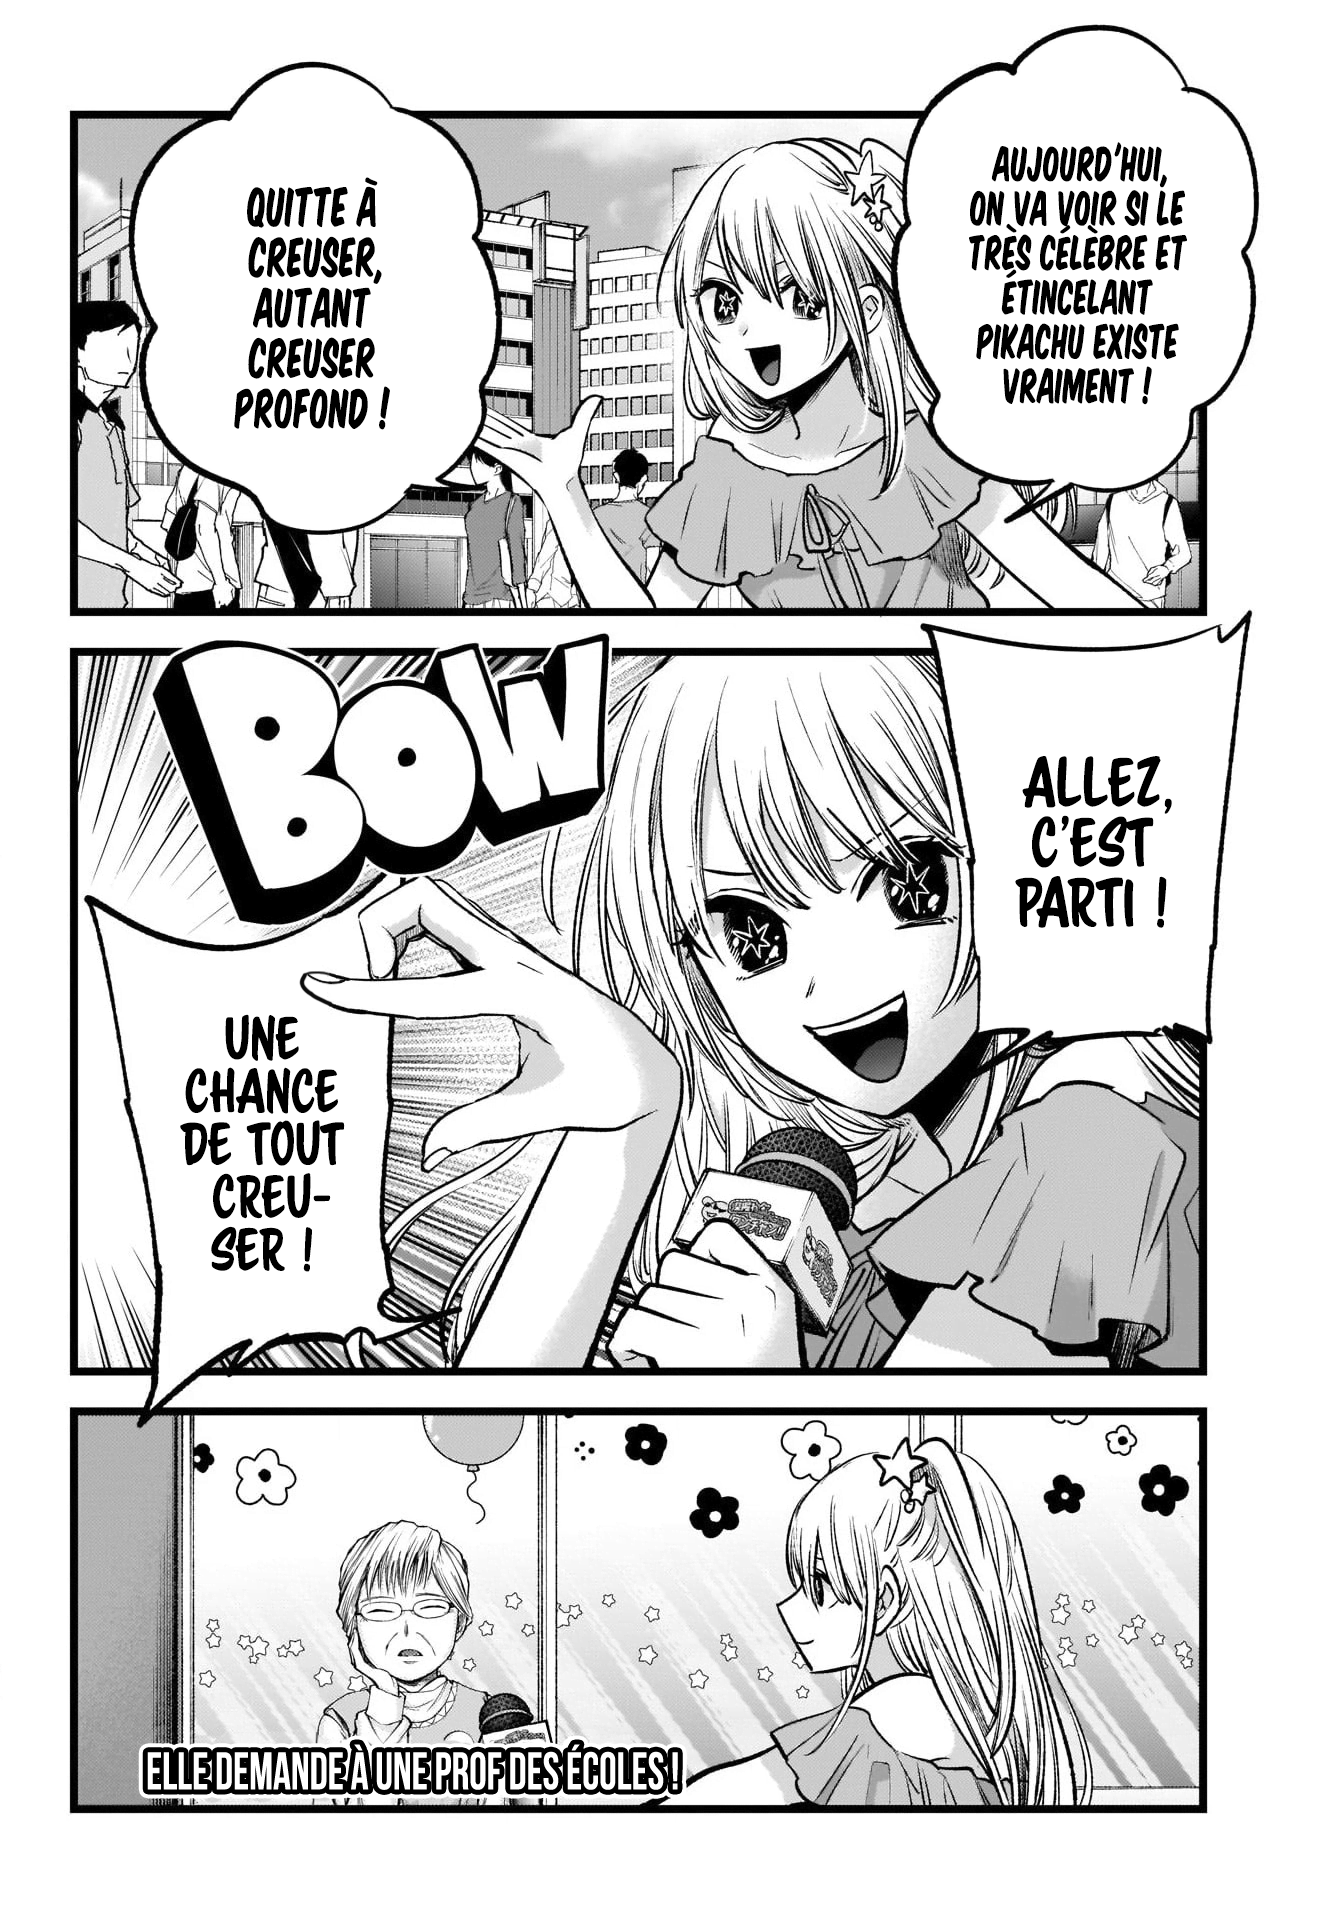 AUJOURD'HUI,
ON VA VOIR SI LE
TRÈS CÉLÈBRE ET
ÉTINCELANT
PIKACHU EXISTE
VRAIMENT !
QUITTE À
CREUSER,
AUTANT
CREUSER
PROFOND !
ALLEZ,
C'EST
PARTI !
BOW
UNE
CHANCE
DE TOUT
CREU-
SER !
ELLE DEMANDE À UNE PROF DES ÉCOLES !